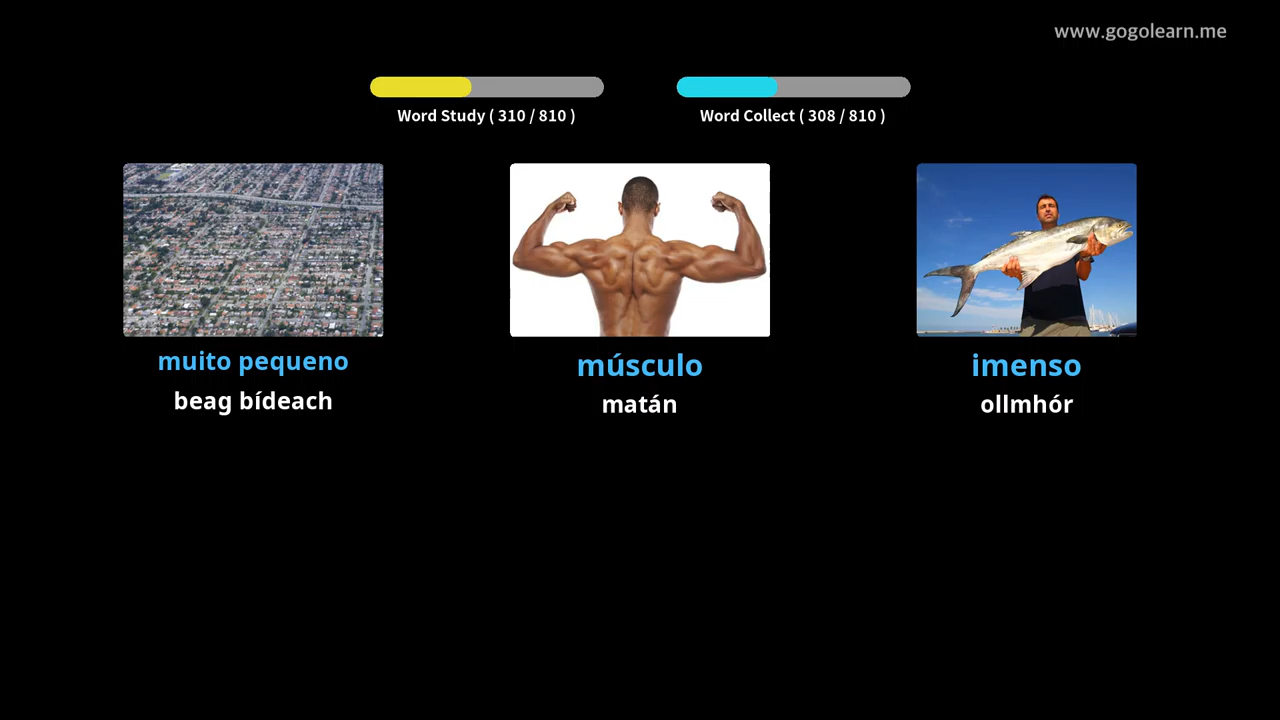 www.gogolearn.me
Word Study ( 310 / 810 )
Word Collect ( 308 / 810 )
muito pequeno
beag bídeach
músculo
matán
imenso
ollmhór